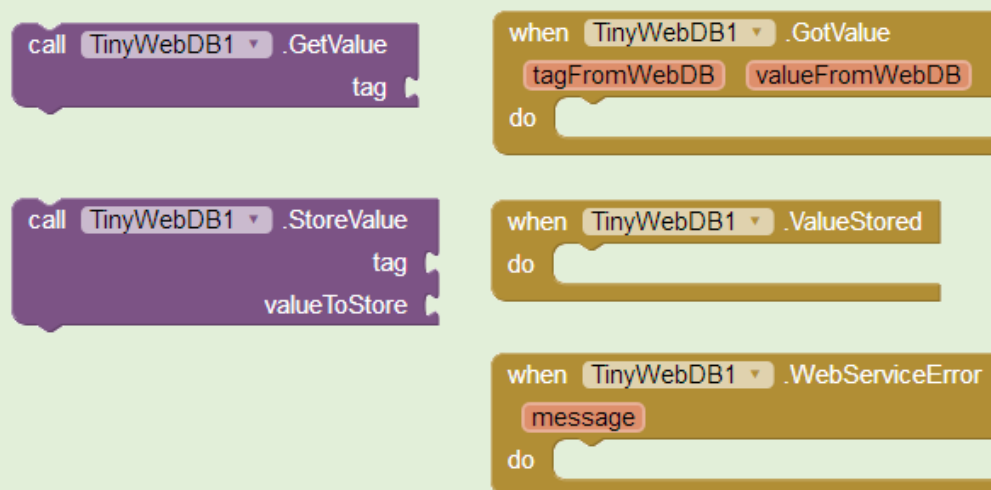 call TinyWebDB1 .GetValue
tag
when TinyWebDB1 .GotValue
tagFromWebDB valueFromWebDB
do
call TinyWebDB1 .StoreValue
tag
valueToStore
when TinyWebDB1 .ValueStored
do
when TinyWebDB1 .WebServiceError
message
do